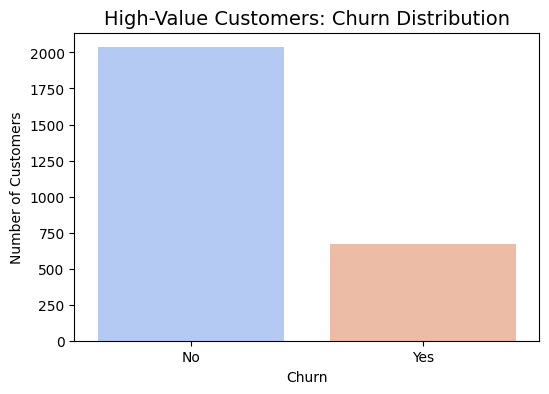 High-Value Customers: Churn Distribution
Number of Customers
2000
1750
1500
1250
1000
750
500
250
0
No Yes
Churn